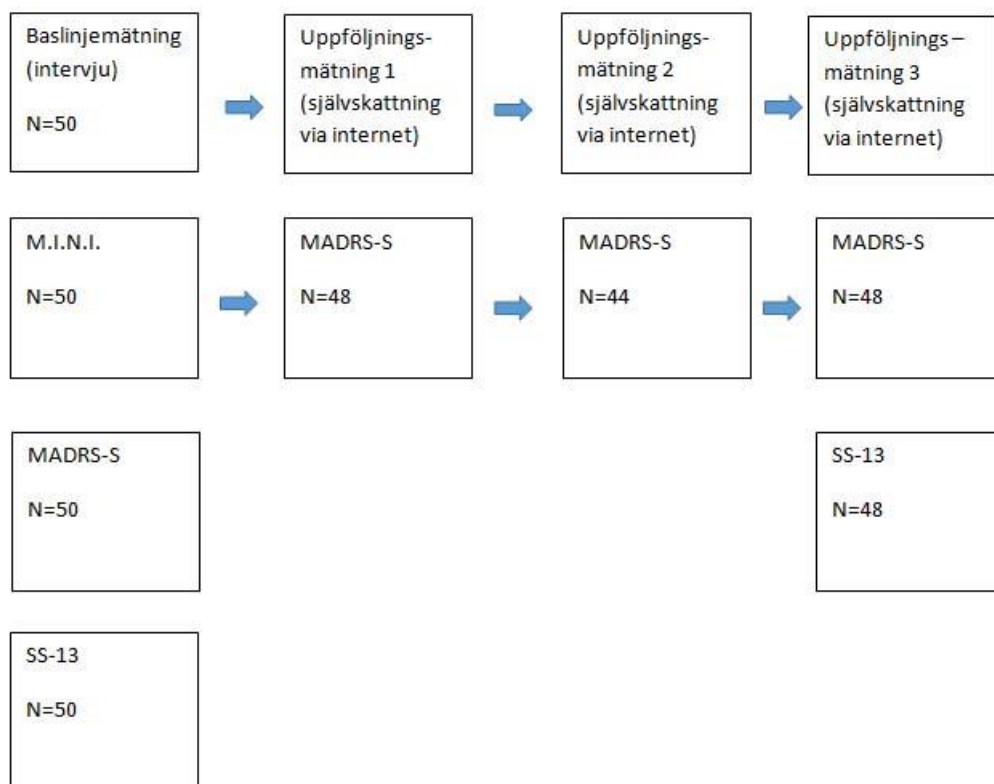 Baslinjemätning
(intervju)
N=50
Uppföljnings-
mätning 1
(självskattning
via internet)
Uppföljnings-
mätning 2
(självskattning
via internet)
Uppföljnings –
mätning 3
(självskattning
via internet)
M.I.N.I.
N=50
MADRS-S
N=48
MADRS-S
N=44
MADRS-S
N=48
MADRS-S
N=50
SS-13
N=48
SS-13
N=50